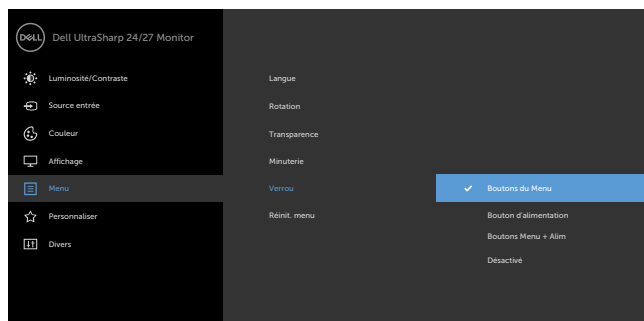 DELL Dell UltraSharp 24/27 Monitor
Luminosité/Contraste
Source entrée
Couleur
Affichage
Menu
Personnaliser
Divers
Langue
Rotation
Transparence
Minuterie
Verrou
Réinit. menu
Boutons du Menu
Bouton d'alimentation
Boutons Menu + Alim
Désactivé